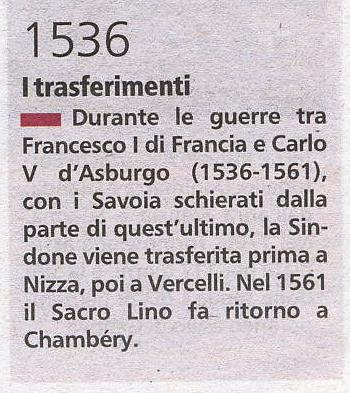 1536
I trasferimenti
Durante le guerre tra
Francesco I di Francia e Carlo
V d'Asburgo (1536-1561),
con i Savoia schierati dalla
parte di quest'ultimo, la Sin-
done viene trasferita prima a
Nizza, poi a Vercelli. Nel 1561
il Sacro Lino fa ritorno a
Chambéry.